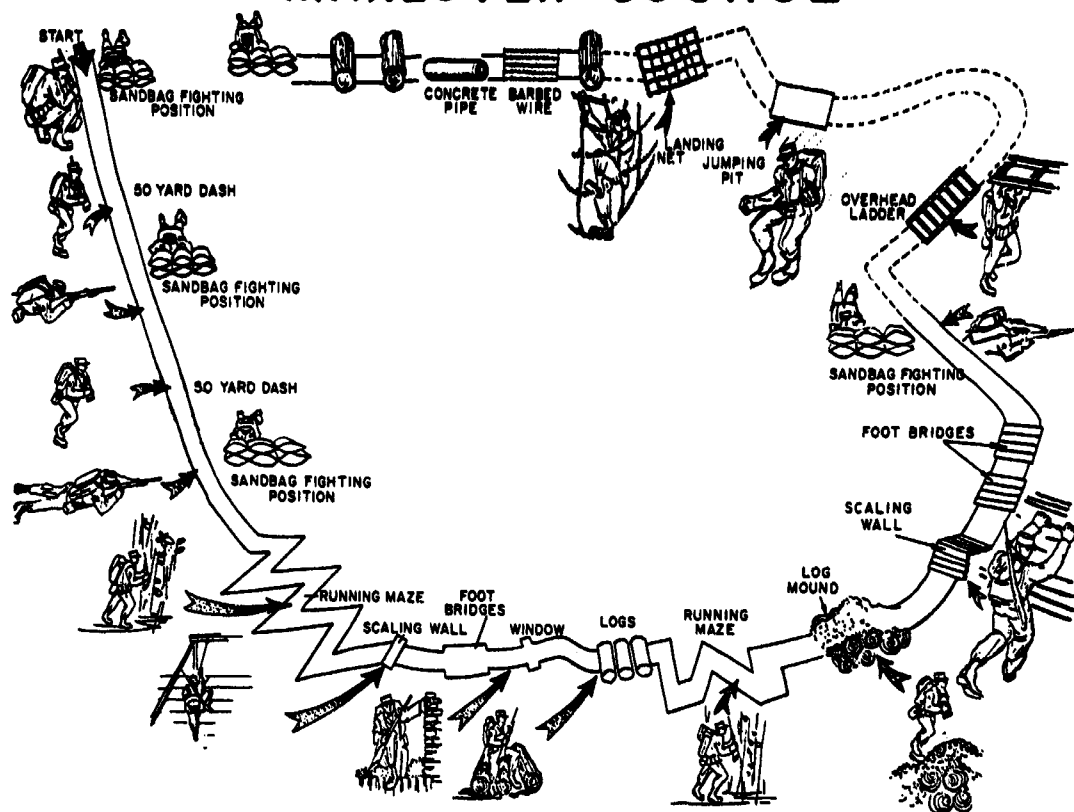 START
SANDBAG FIGHTING
POSITION
50 YARD DASH
SANDBAG FIGHTING
POSITION
50 YARD DASH
SANDBAG FIGHTING
POSITION
RUNNING MAZE
SCALING WALL
FOOT
BRIDGES
WINDOW
LOGS
RUNNING
MAZE
LOG
MOUND
SCALING
WALL
FOOT BRIDGES
SANDBAG FIGHTING
POSITION
OVERHEAD
LADDER
JUMPING
PIT
LANDING
NET
BARBED
WIRE
CONCRETE
PIPE